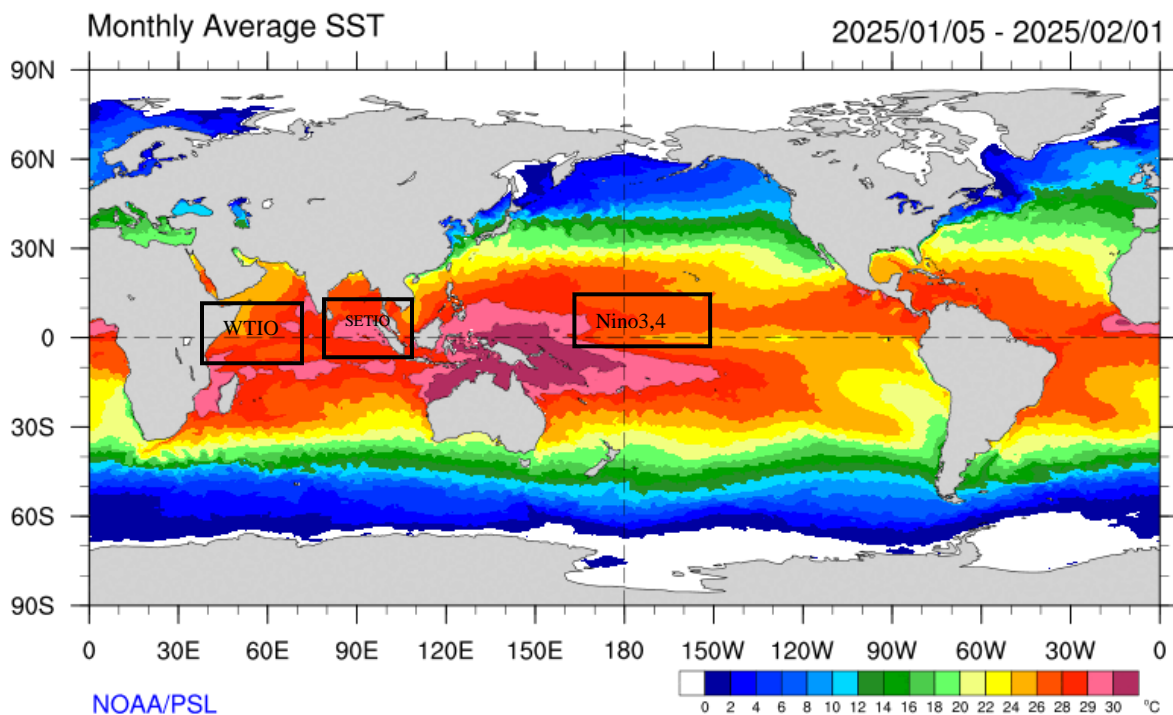 Monthly Average SST 2025/01/05 - 2025/02/01
90N
60N
30N
0
30S
60S
90S
WTIO SETIO Nino3,4
0 30E 60E 90E 120E 150E 180 150W 120W 90W 60W 30W 0
0 2 4 6 8 10 12 14 16 18 20 22 24 26 28 29 30 °C
NOAA/PSL